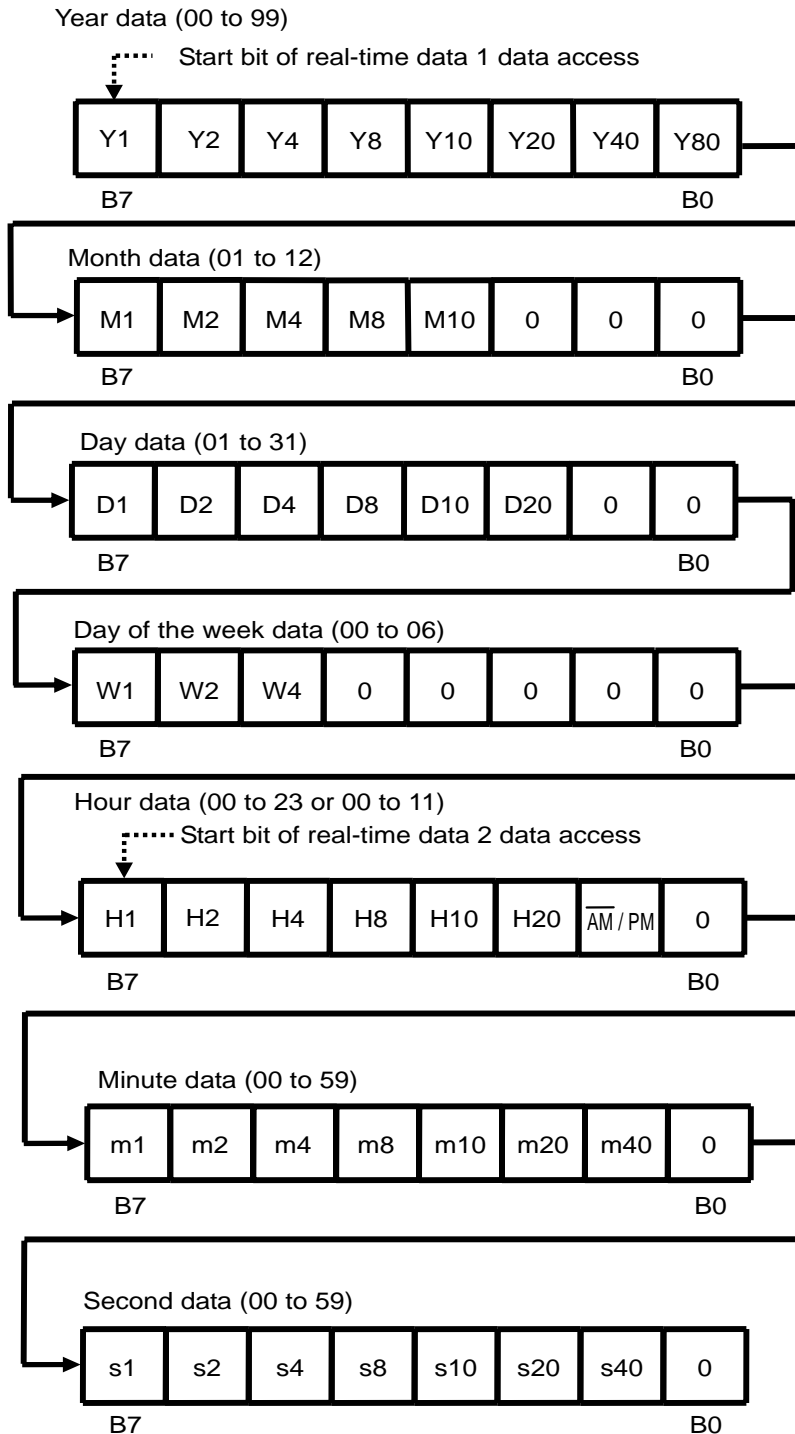 Year data (00 to 99)
Start bit of real-time data 1 data access
Y1 Y2 Y4 Y8 Y10 Y20 Y40 Y80
B7 B0
Month data (01 to 12)
M1 M2 M4 M8 M10 0 0 0
B7 B0
Day data (01 to 31)
D1 D2 D4 D8 D10 D20 0 0
B7 B0
Day of the week data (00 to 06)
W1 W2 W4 0 0 0 0 0
B7 B0
Hour data (00 to 23 or 00 to 11)
Start bit of real-time data 2 data access
H1 H2 H4 H8 H10 H20 A̅M̅ / PM 0
B7 B0
Minute data (00 to 59)
m1 m2 m4 m8 m10 m20 m40 0
B7 B0
Second data (00 to 59)
s1 s2 s4 s8 s10 s20 s40 0
B7 B0